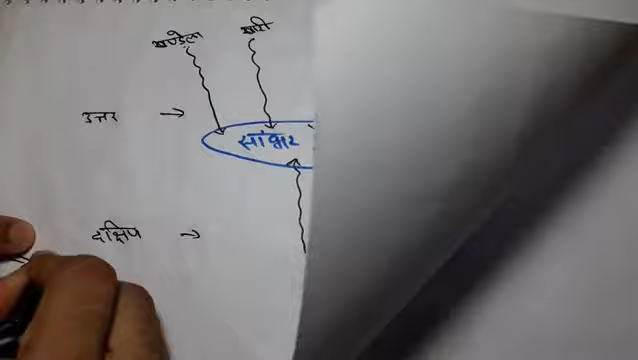 खण्डेला खारी
उत्तर →
सांभर
दक्षिण →